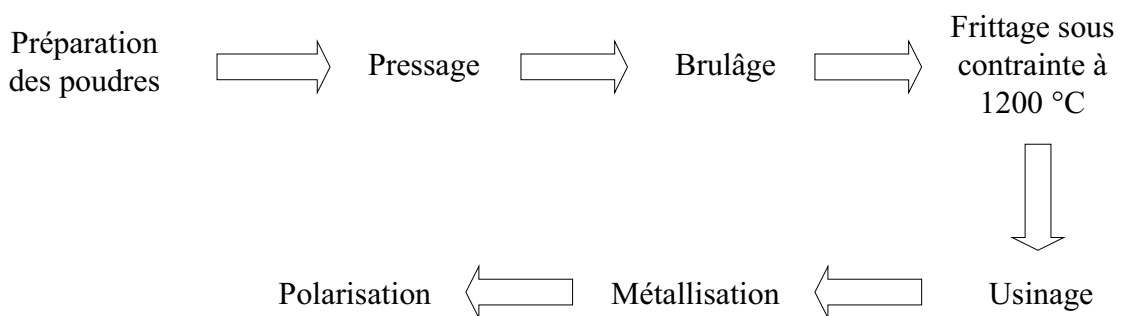 Préparation
des poudres
Pressage
Brulâge
Frittage sous
contrainte à
1200 °C
Usinage
Métallisation
Polarisation